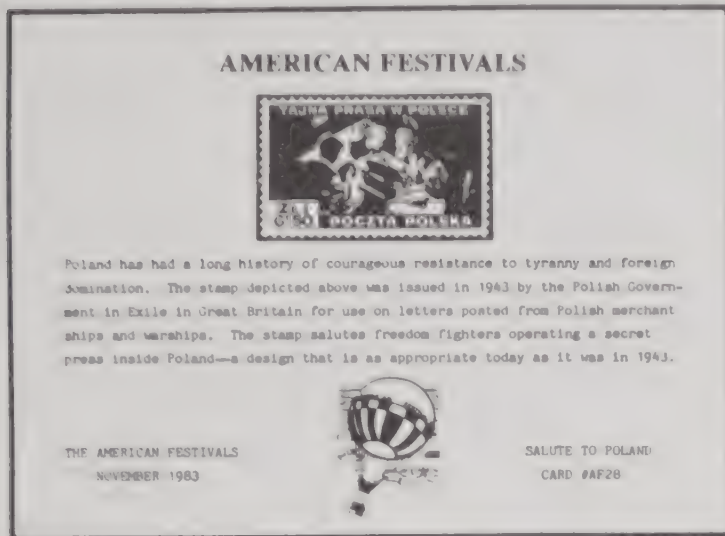 AMERICAN FESTIVALS
TAJNA PRASA W POLSCE
POCZTA POLSKA
Poland has had a long history of courageous resistance to tyranny and foreign
domination. The stamp depicted above was issued in 1943 by the Polish Govern-
ment in Exile in Great Britain for use on letters posted from Polish merchant
ships and warships. The stamp salutes freedom fighters operating a secret
press inside Poland—a design that is as appropriate today as it was in 1943.
THE AMERICAN FESTIVALS
NOVEMBER 1983
SALUTE TO POLAND
CARD #AF28